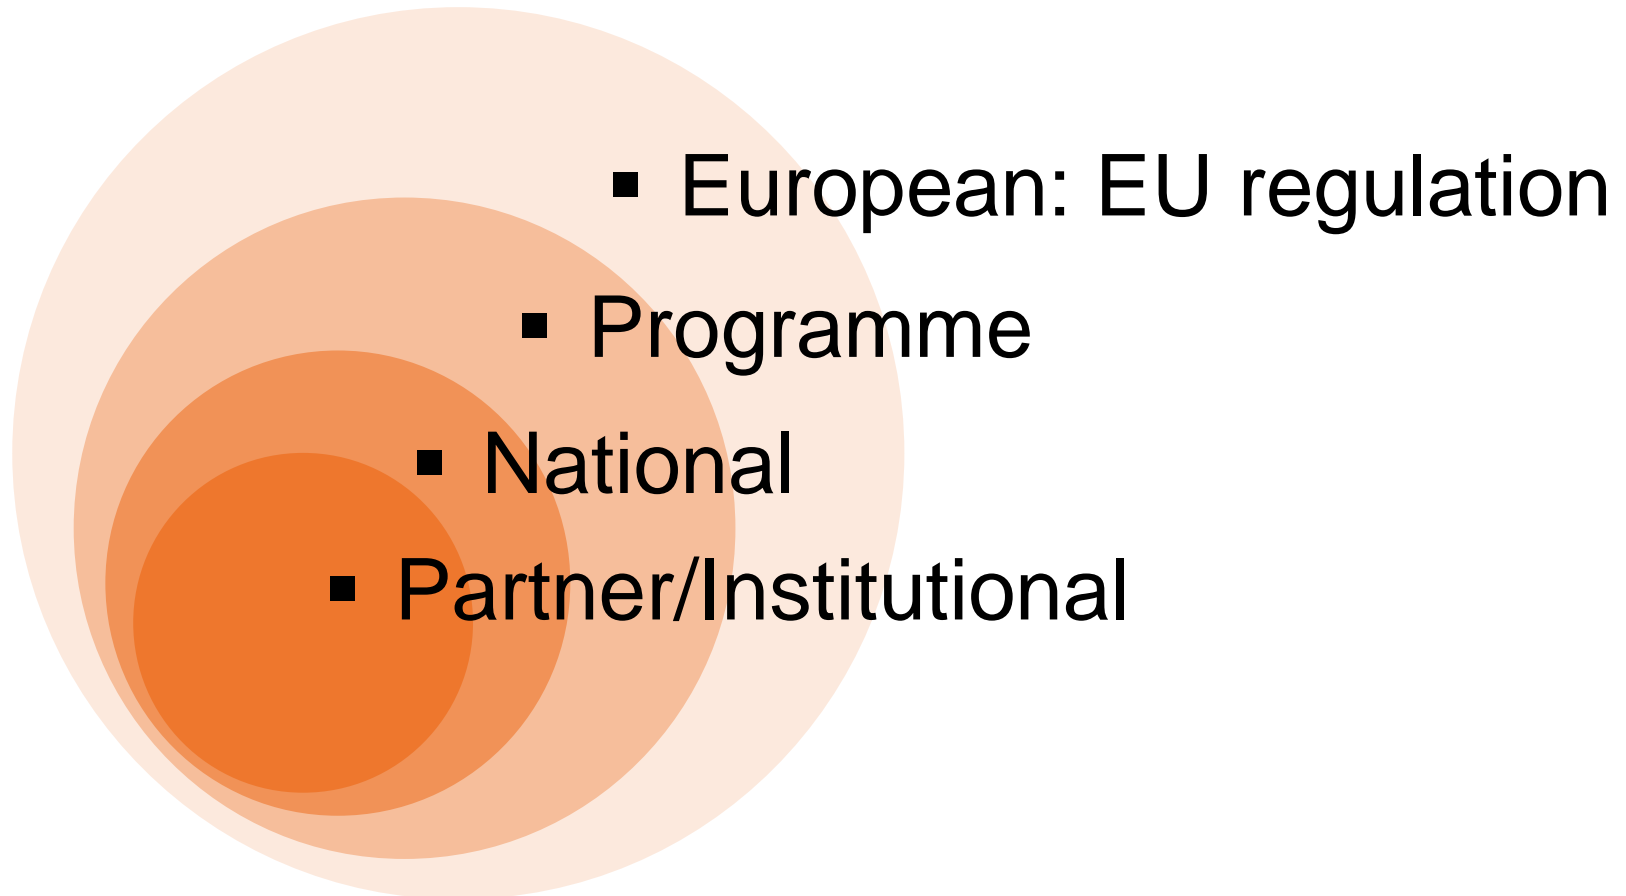 ▪ European: EU regulation
▪ Programme
▪ National
▪ Partner/Institutional